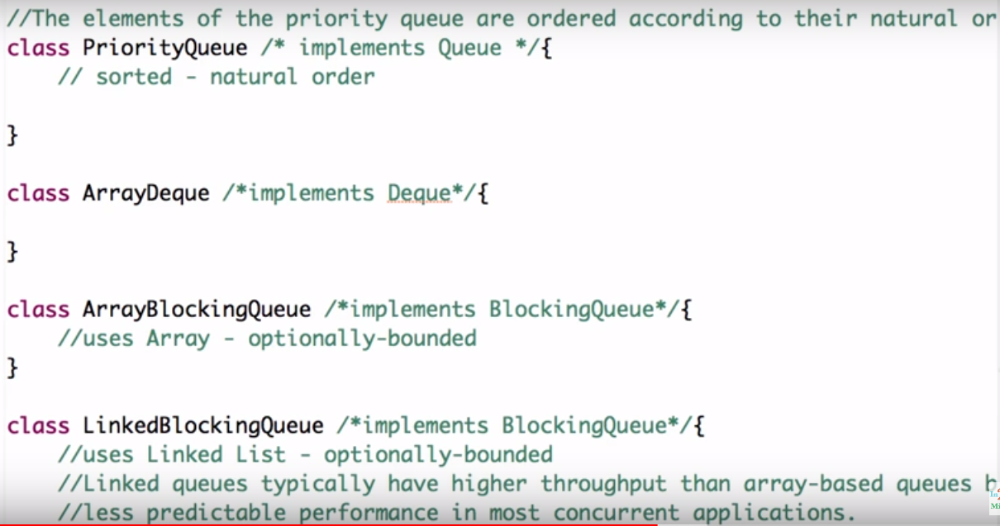 //The elements of the priority queue are ordered according to their natural or
class PriorityQueue /* implements Queue */{
// sorted - natural order
}
class ArrayDeque /*implements Deque*/{
}
class ArrayBlockingQueue /*implements BlockingQueue*/{
//uses Array - optionally-bounded
}
class LinkedBlockingQueue /*implements BlockingQueue*/{
//uses Linked List - optionally-bounded
//Linked queues typically have higher throughput than array-based queues b
//less predictable performance in most concurrent applications.